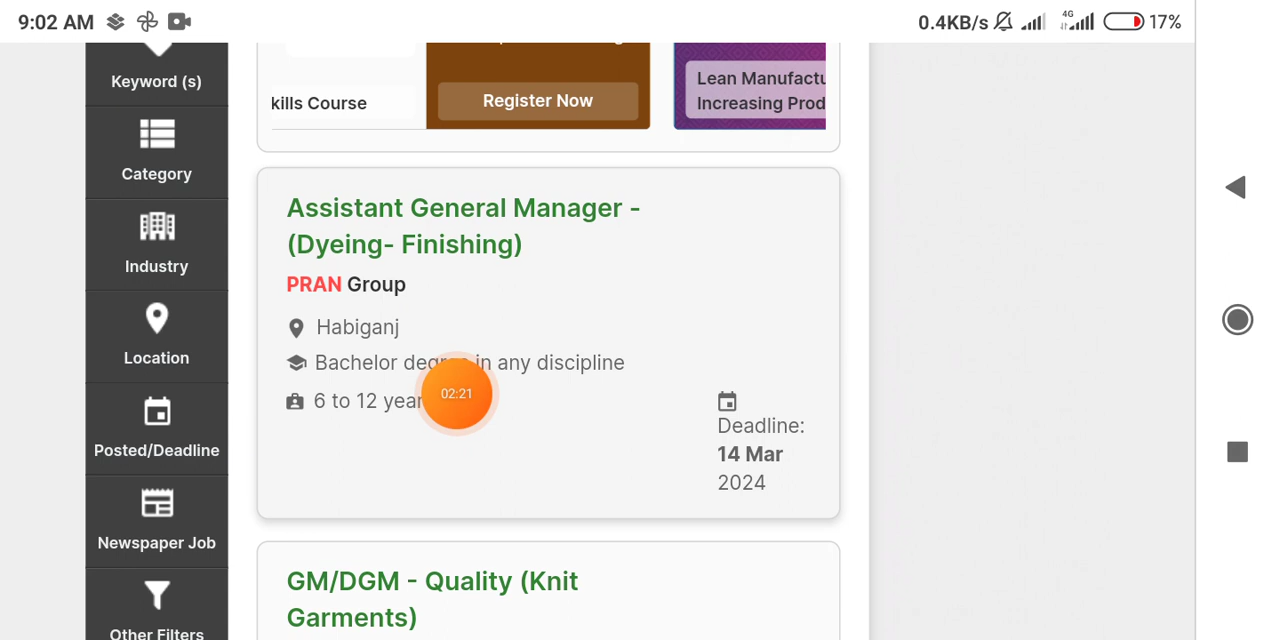 9:02 AM
0.4KB/s 4G 17%
Keyword (s)
Category
Industry
Location
Posted/Deadline
Newspaper Job
Other Filters
kills Course
Register Now
Lean Manufactu
Increasing Prod
Assistant General Manager -
(Dyeing- Finishing)
PRAN Group
Habiganj
Bachelor degree in any discipline
6 to 12 year
02:21
Deadline:
14 Mar
2024
GM/DGM - Quality (Knit
Garments)